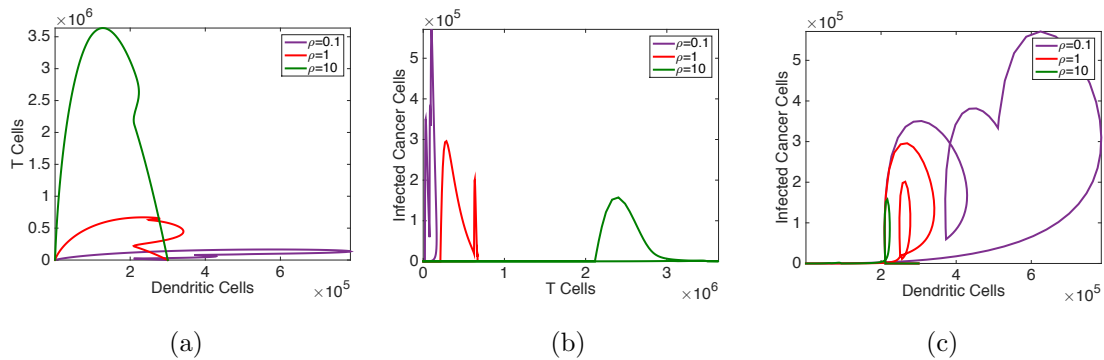 ×10⁶
3.5
3
2.5
2
1.5
1
0.5
0
T Cells
0 2 4 6
×10⁵
Dendritic Cells
ρ=0.1
ρ=1
ρ=10
(a)
×10⁵
5
4
3
2
1
0
Infected Cancer Cells
0 1 2 3
×10⁶
T Cells
ρ=0.1
ρ=1
ρ=10
(b)
×10⁵
5
4
3
2
1
0
Infected Cancer Cells
2 4 6
×10⁵
Dendritic Cells
ρ=0.1
ρ=1
ρ=10
(c)